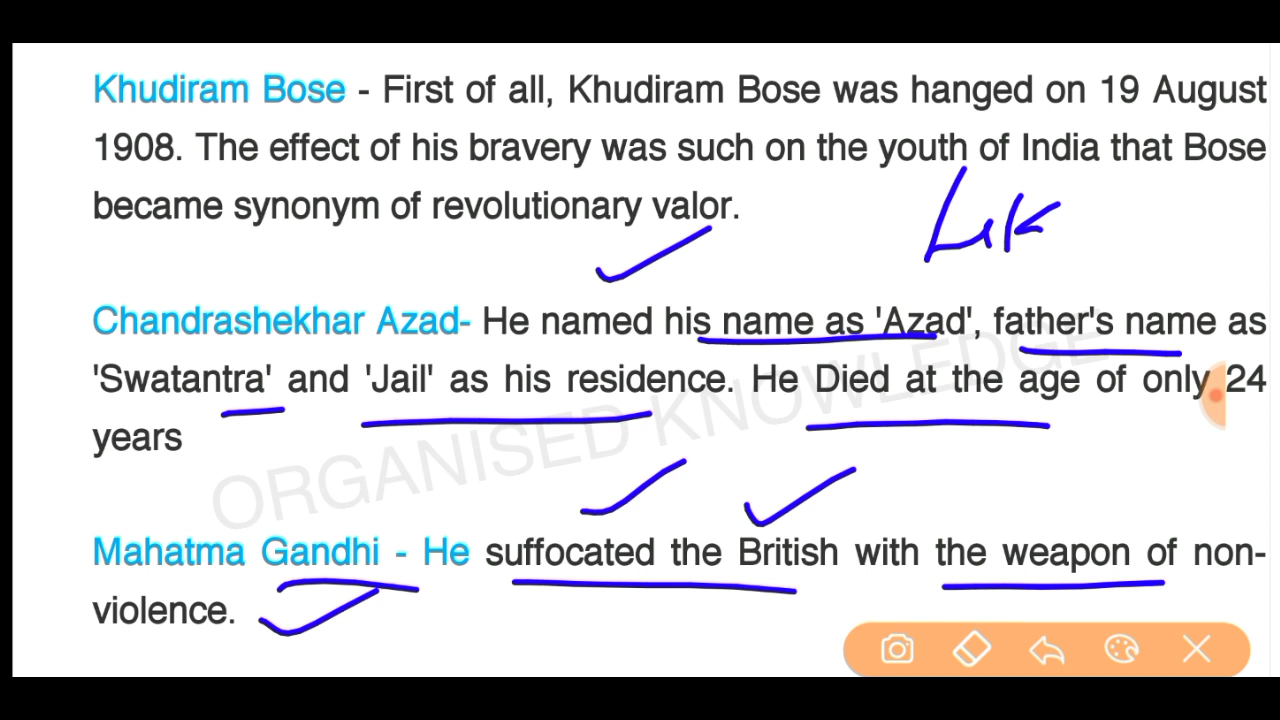 Khudiram Bose - First of all, Khudiram Bose was hanged on 19 August
1908. The effect of his bravery was such on the youth of India that Bose
became synonym of revolutionary valor.
Chandrashekhar Azad- He named his name as 'Azad', father's name as
'Swatantra' and 'Jail' as his residence. He Died at the age of only 24
years
ORGANISED KNOWLEDGE
Mahatma Gandhi - He suffocated the British with the weapon of non-
violence.